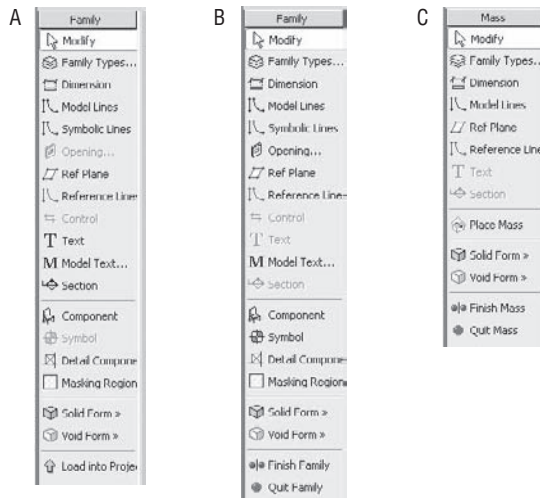 A
Family
Modify
Family Types...
Dimension
Model Lines
Symbolic Lines
Opening...
Ref Plane
Reference Line
Control
Text
Model Text...
Section
Component
Symbol
Detail Compone
Masking Region
Solid Form »
Void Form »
Load into Proje
B
Family
Modify
Family Types...
Dimension
Model Lines
Symbolic Lines
Opening...
Ref Plane
Reference Line
Control
Text
Model Text...
Section
Component
Symbol
Detail Compone
Masking Region
Solid Form »
Void Form »
Finish Family
Quit Family
C
Mass
Modify
Family Types..
Dimension
Model Lines
Ref Plane
Reference Line
Text
Section
Place Mass
Solid Form »
Void Form »
Finish Mass
Quit Mass